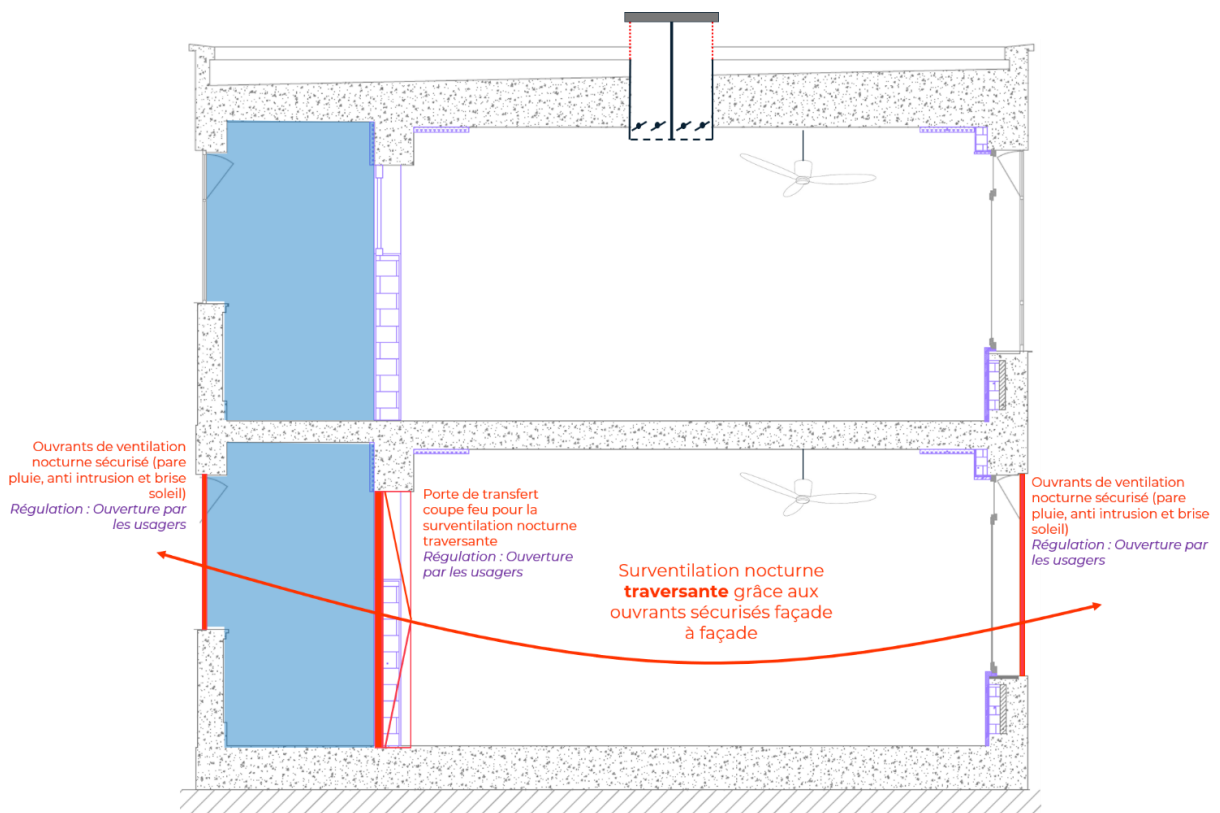 Ouvrants de ventilation
nocturne sécurisé (pare
pluie, anti intrusion et brise
soleil)
Régulation : Ouverture par
les usagers
Porte de transfert
coupe feu pour la
surventilation nocturne
traversante
Régulation : Ouverture
par les usagers
Surventilation nocturne
traversante grâce aux
ouvrants sécurisés façade
à façade
Ouvrants de ventilation
nocturne sécurisé (pare
pluie, anti intrusion et brise
soleil)
Régulation : Ouverture par
les usagers